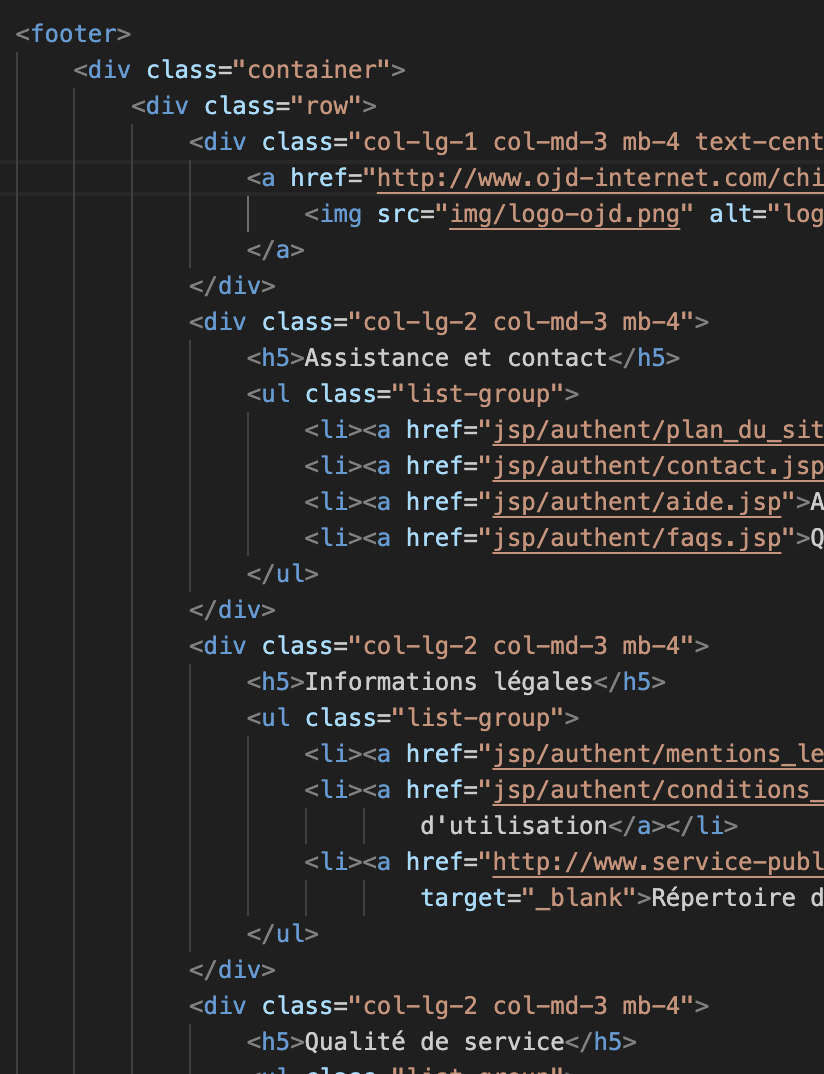 <footer>
<div class="container">
<div class="row">
<div class="col-lg-1 col-md-3 mb-4 text-cent
<a href="http://www.ojd-internet.com/chi
<img src="img/logo-ojd.png" alt="log
</a>
</div>
<div class="col-lg-2 col-md-3 mb-4">
<h5>Assistance et contact</h5>
<ul class="list-group">
<li><a href="jsp/authent/plan_du_sit
<li><a href="jsp/authent/contact.jsp
<li><a href="jsp/authent/aide.jsp">A
<li><a href="jsp/authent/faqs.jsp">Q
</ul>
</div>
<div class="col-lg-2 col-md-3 mb-4">
<h5>Informations légales</h5>
<ul class="list-group">
<li><a href="jsp/authent/mentions_le
<li><a href="jsp/authent/conditions_
d'utilisation</a></li>
<li><a href="http://www.service-publ
target="_blank">Répertoire d
</ul>
</div>
<div class="col-lg-2 col-md-3 mb-4">
<h5>Qualité de service</h5>
<ul class="list-group">